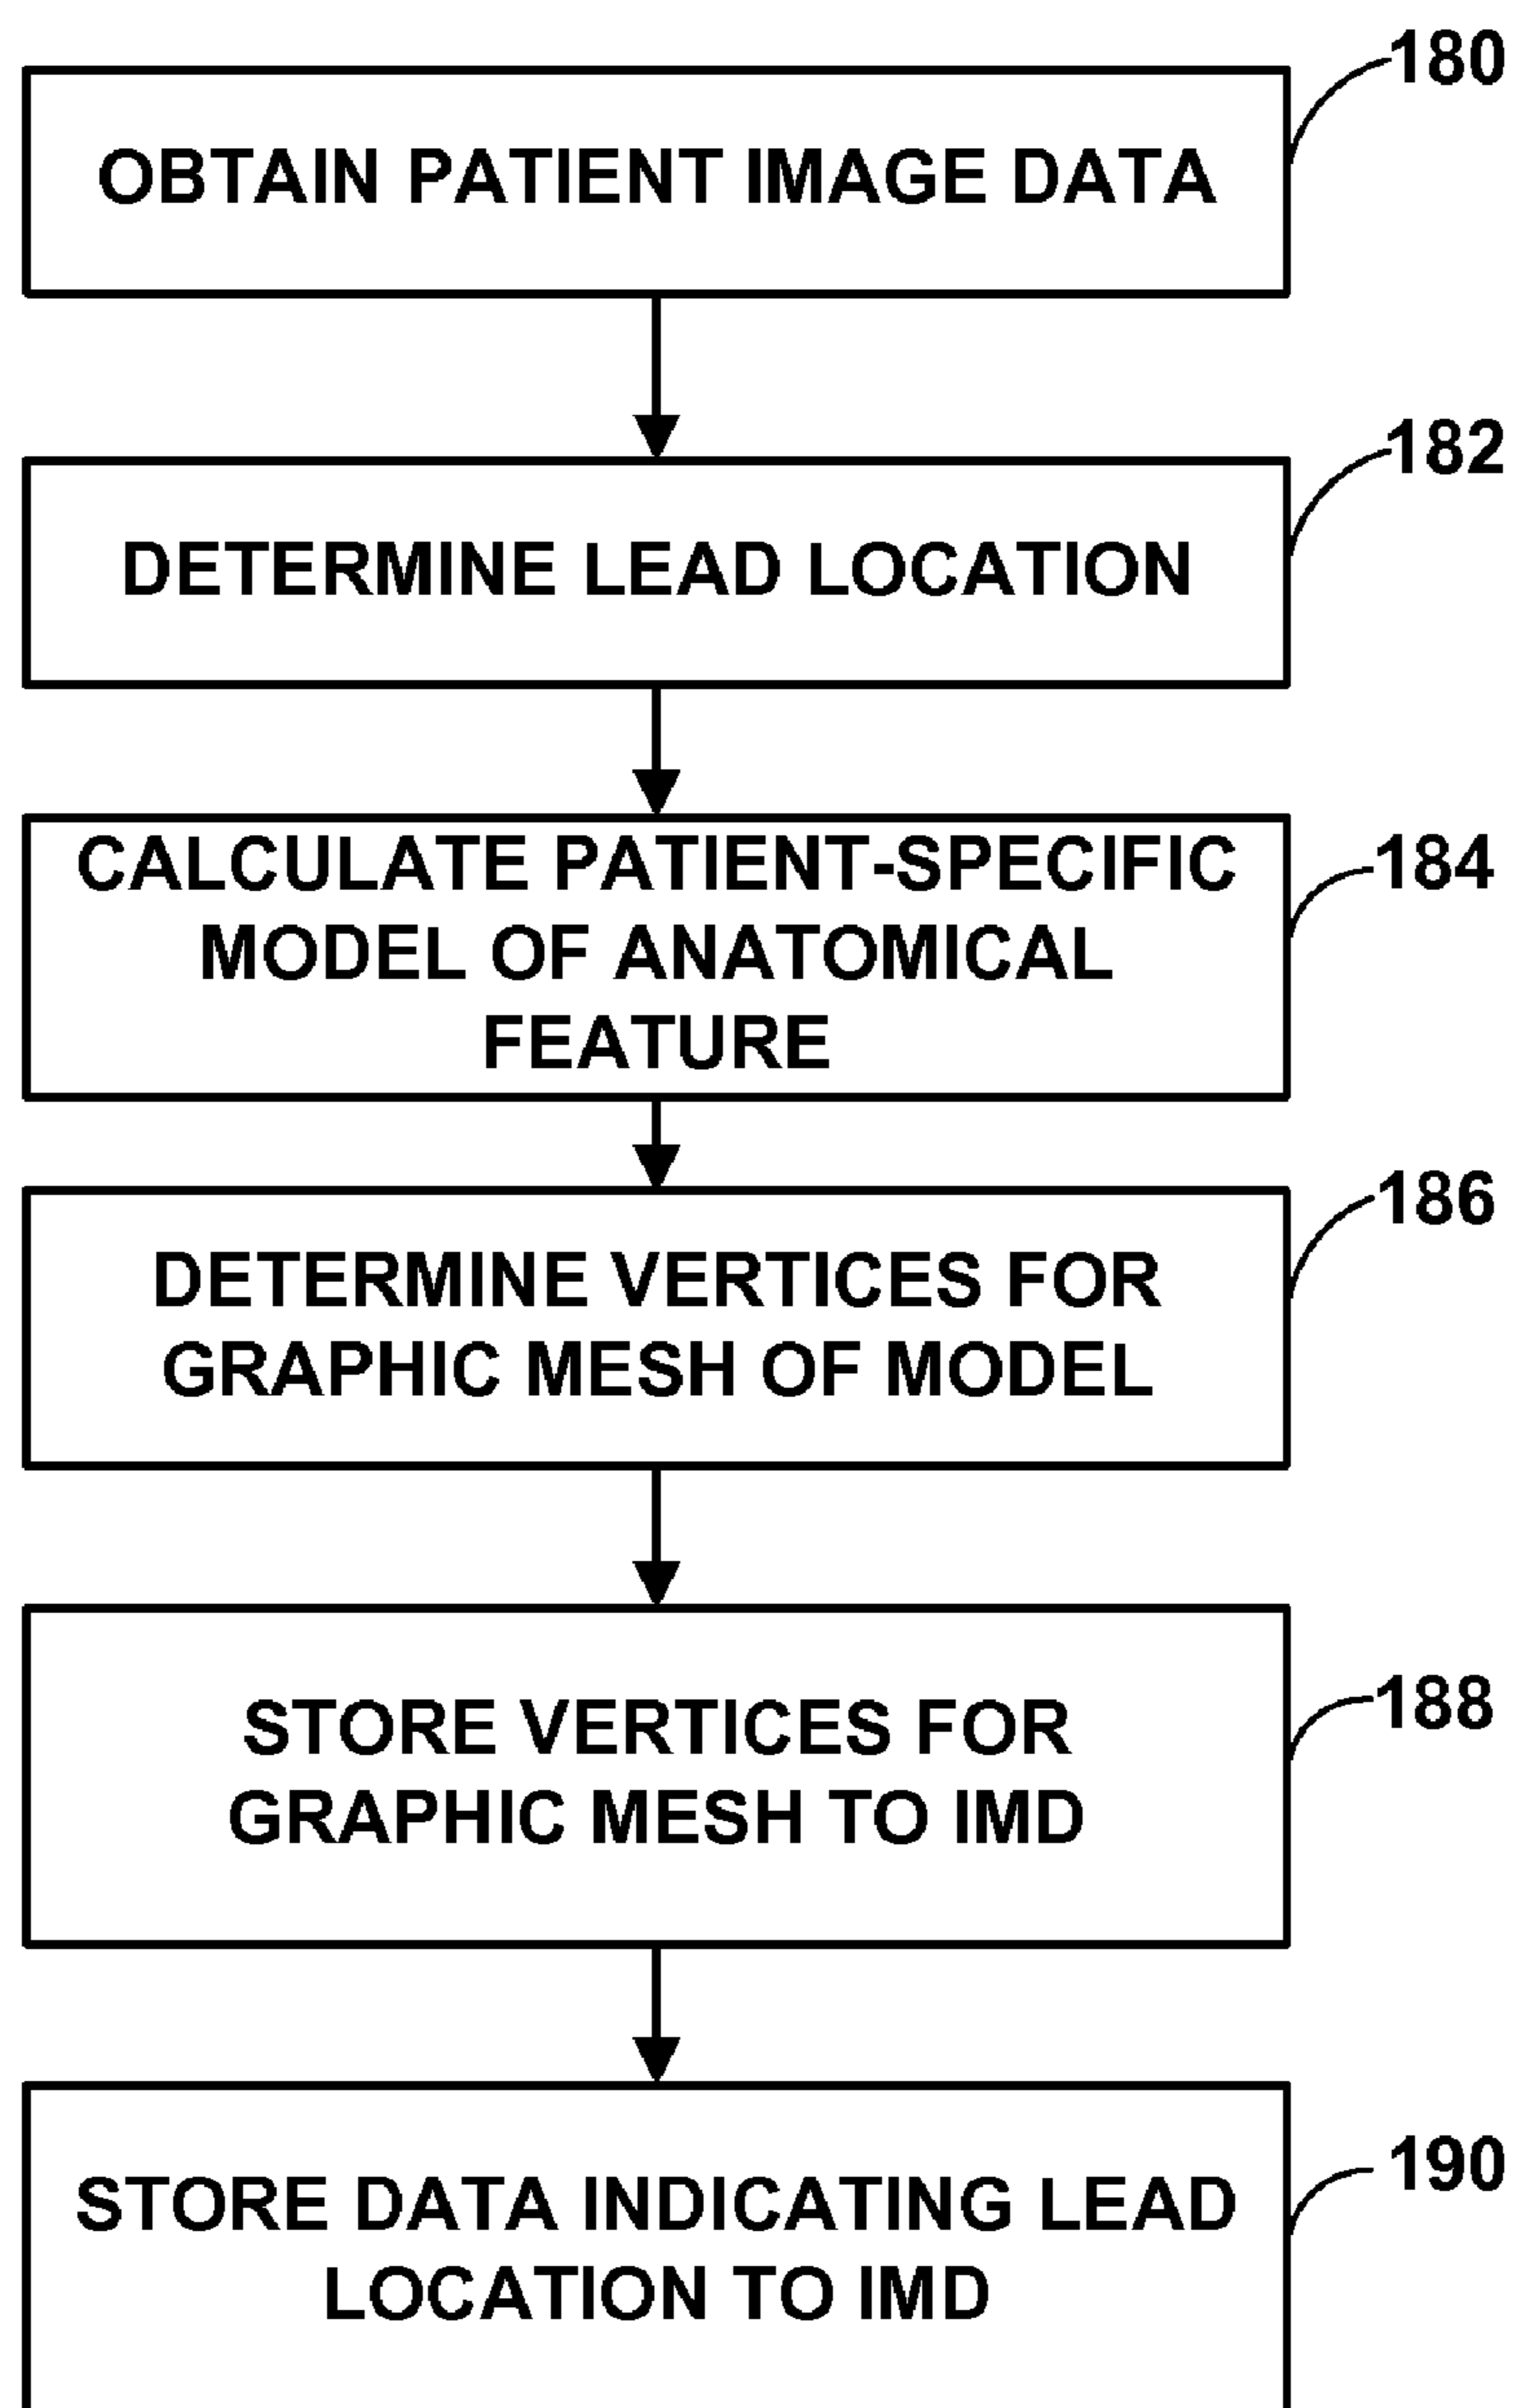 180
OBTAIN PATIENT IMAGE DATA
182
DETERMINE LEAD LOCATION
184
CALCULATE PATIENT-SPECIFIC
MODEL OF ANATOMICAL
FEATURE
186
DETERMINE VERTICES FOR
GRAPHIC MESH OF MODEL
188
STORE VERTICES FOR
GRAPHIC MESH TO IMD
190
STORE DATA INDICATING LEAD
LOCATION TO IMD